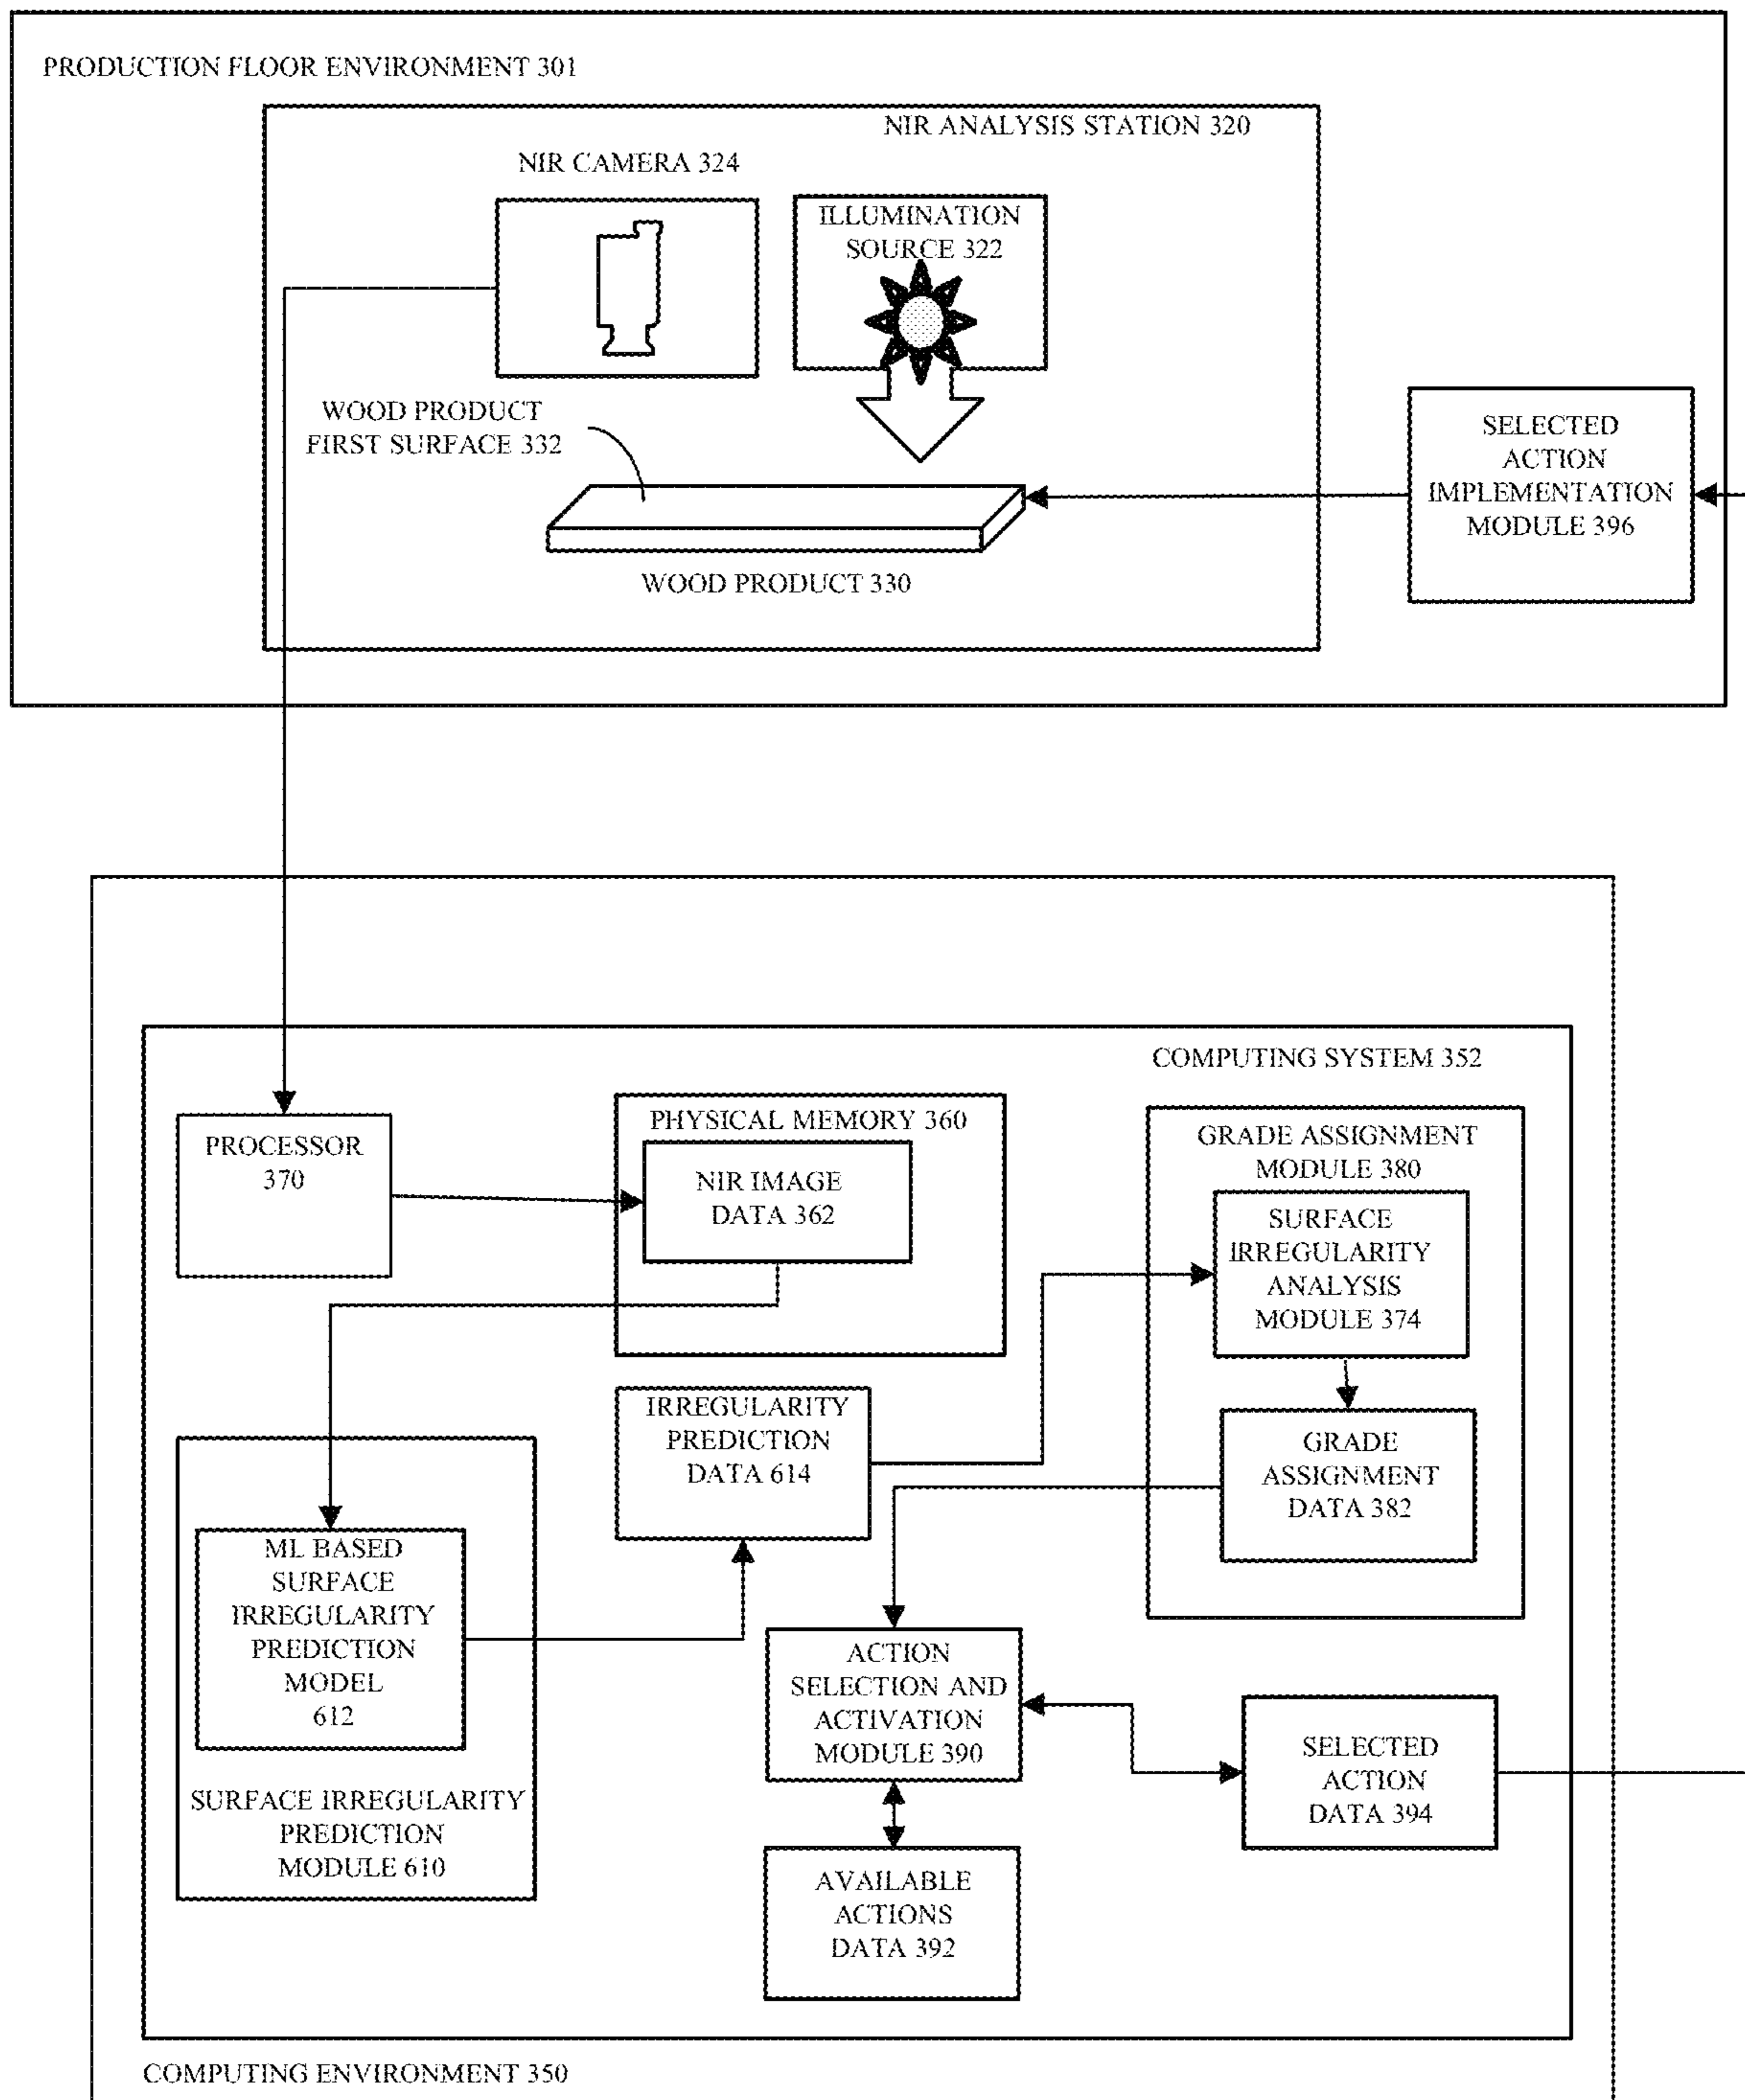 PRODUCTION FLOOR ENVIRONMENT 301
NIR ANALYSIS STATION 320
NIR CAMERA 324
ILLUMINATION
SOURCE 322
WOOD PRODUCT
FIRST SURFACE 332
WOOD PRODUCT 330
SELECTED
ACTION
IMPLEMENTATION
MODULE 396
COMPUTING SYSTEM 352
PROCESSOR
370
PHYSICAL MEMORY 360
NIR IMAGE
DATA 362
GRADE ASSIGNMENT
MODULE 380
SURFACE
IRREGULARITY
ANALYSIS
MODULE 374
IRREGULARITY
PREDICTION
DATA 614
GRADE
ASSIGNMENT
DATA 382
ML BASED
SURFACE
IRREGULARITY
PREDICTION
MODEL
612
SURFACE IRREGULARITY
PREDICTION
MODULE 610
ACTION
SELECTION AND
ACTIVATION
MODULE 390
SELECTED
ACTION
DATA 394
AVAILABLE
ACTIONS
DATA 392
COMPUTING ENVIRONMENT 350